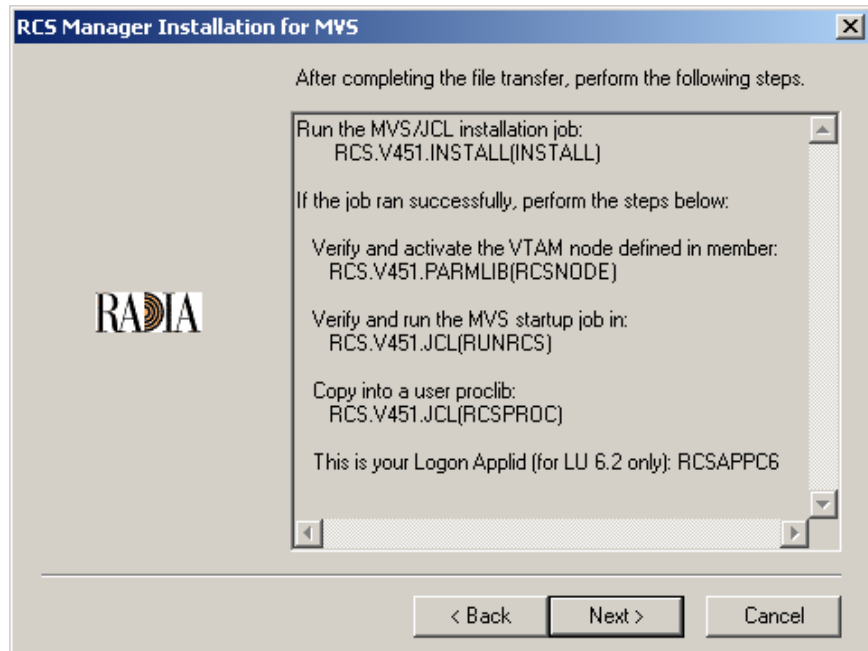 RCS Manager Installation for MVS
After completing the file transfer, perform the following steps.
Run the MVS/JCL installation job:
RCS.V451.INSTALL(INSTALL)
If the job ran successfully, perform the steps below:
Verify and activate the VTAM node defined in member:
RCS.V451.PARMLIB(RCSNODE)
Verify and run the MVS startup job in:
RCS.V451.JCL(RUNRCS)
RADIA
Copy into a user proclib:
RCS.V451.JCL(RCSPROC)
This is your Logon Applid (for LU 6.2 only): RCSAPPC6
< Back
Next >
Cancel